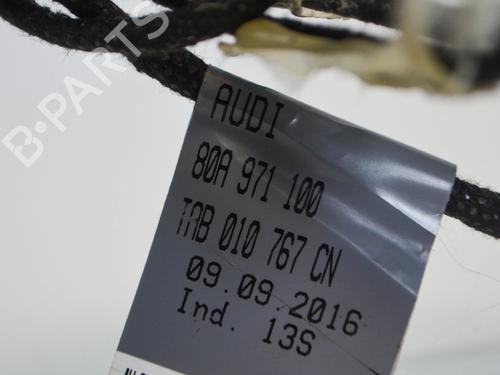 B-PARTS
AUDI
80A 971 100
TAB 010 767 CN
09.09.2016
Ind. 13S